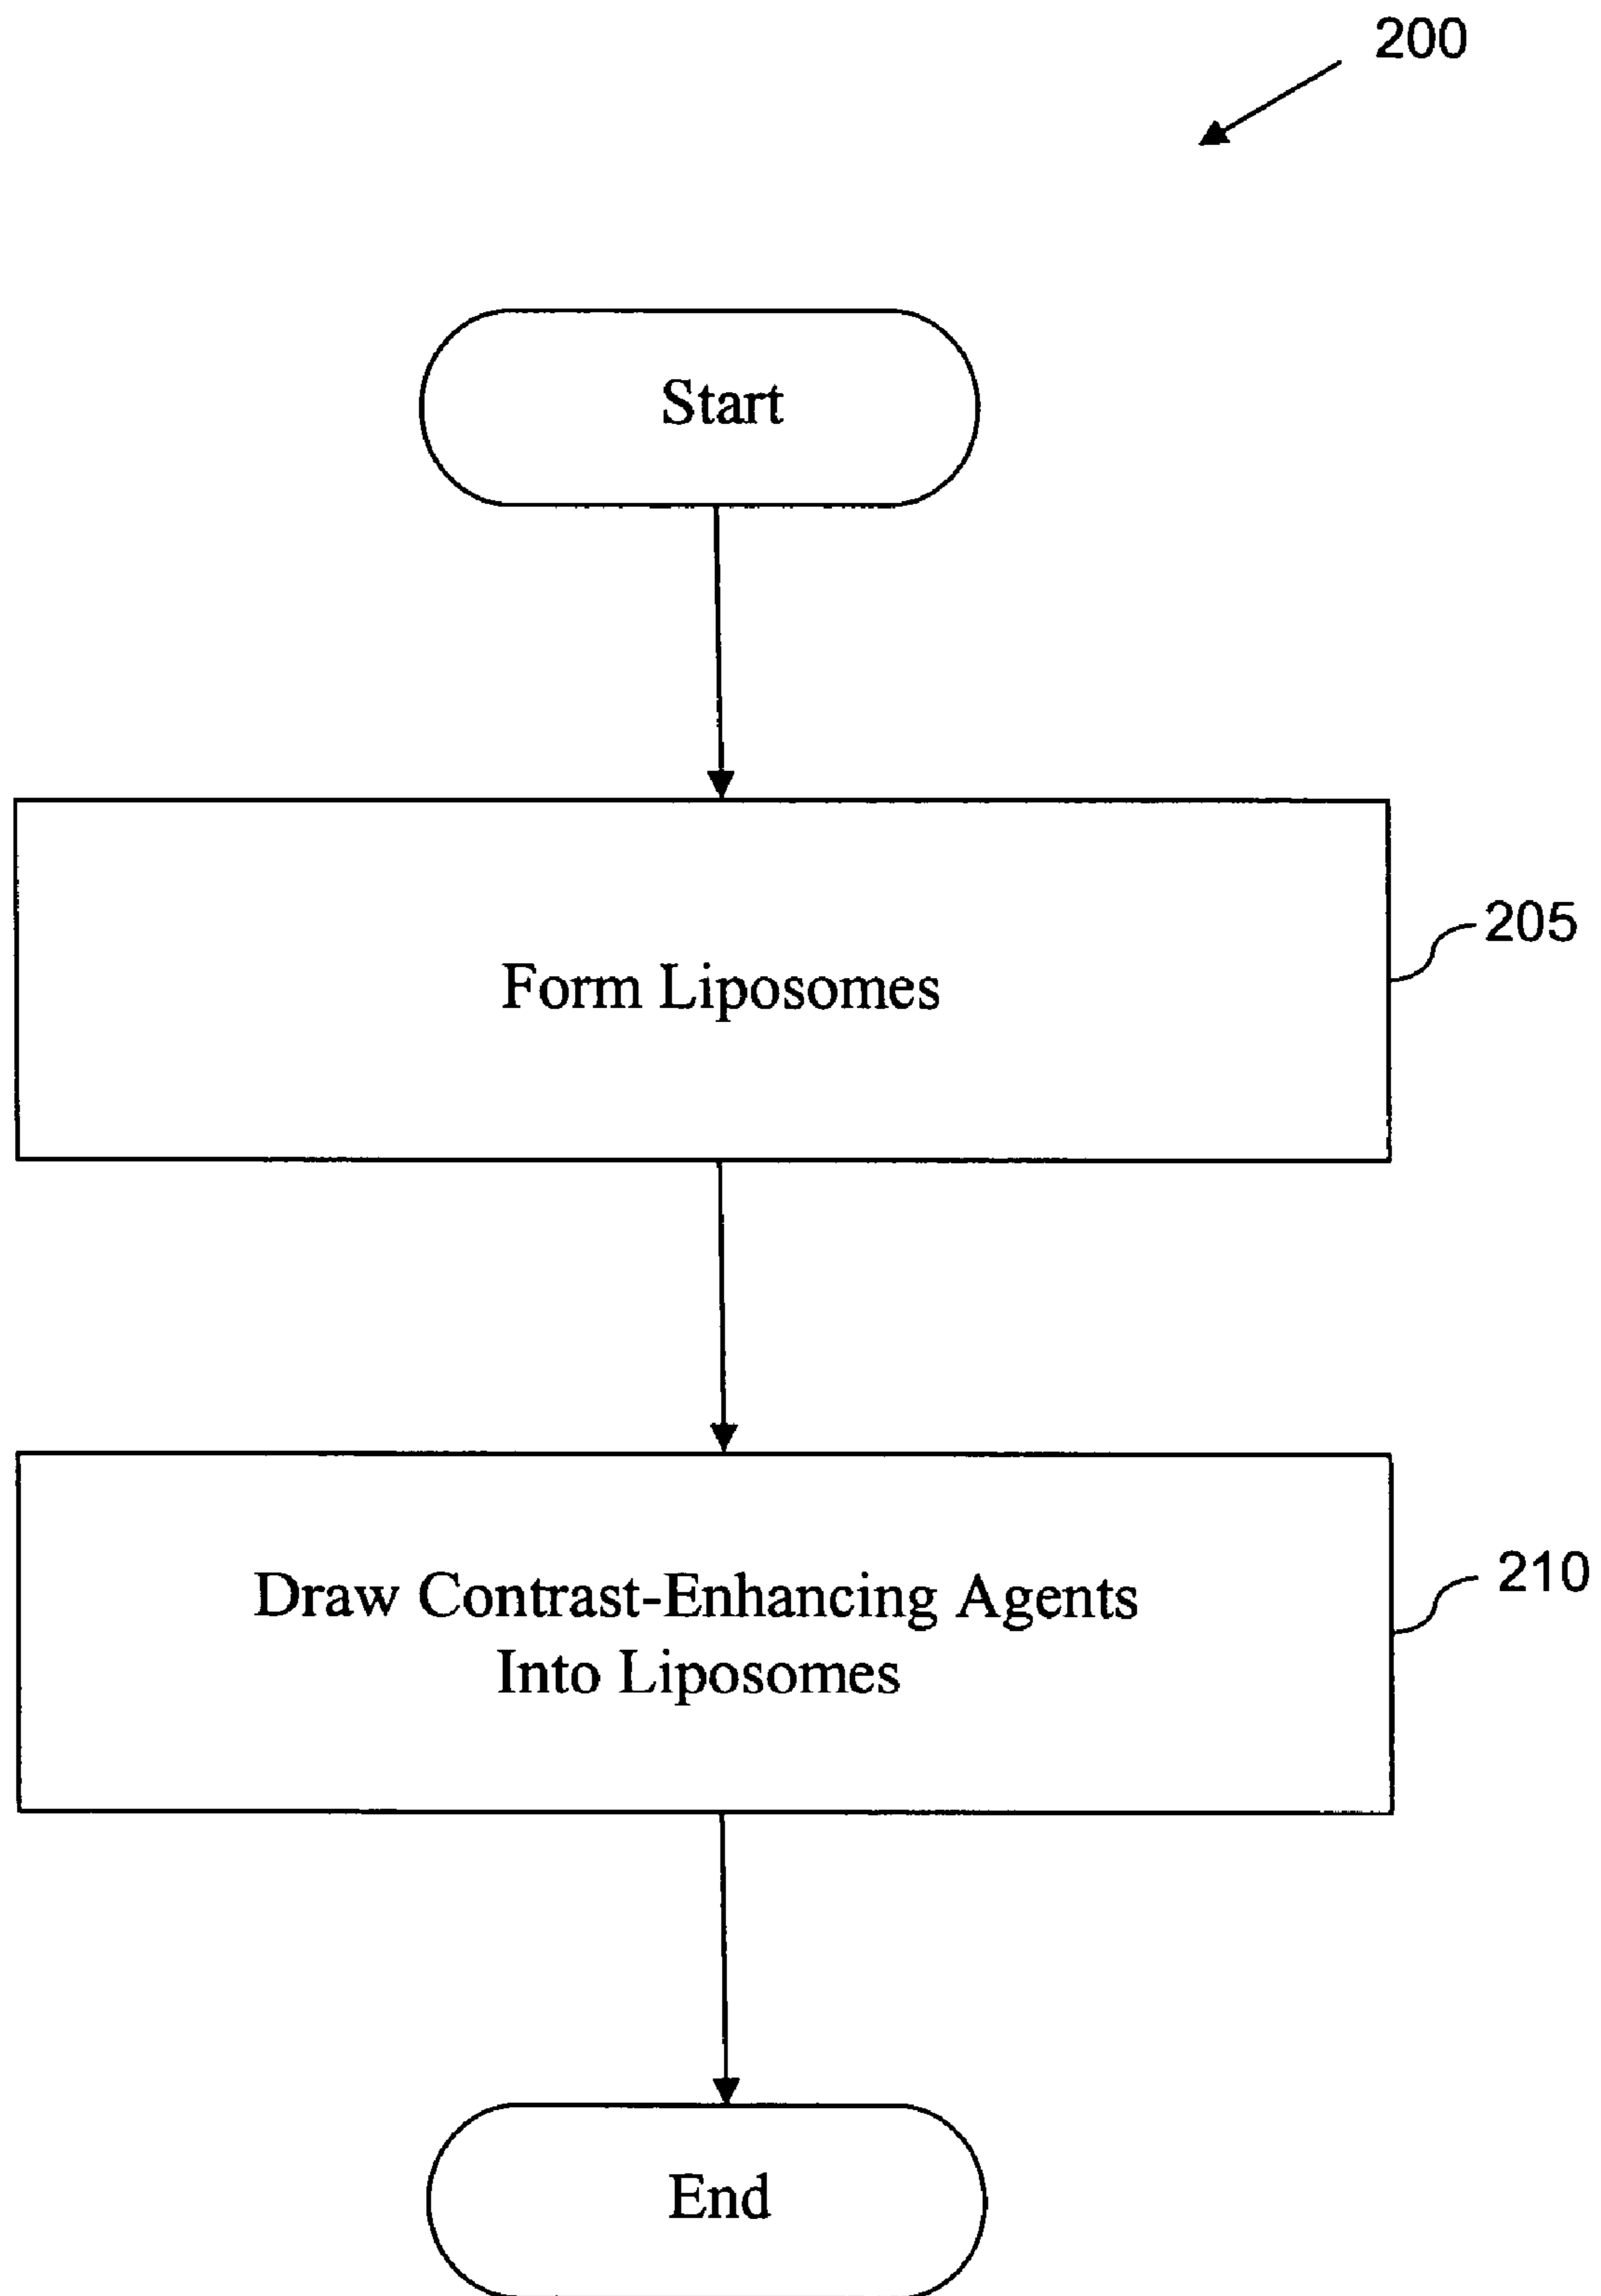 200
Start
Form Liposomes
205
Draw Contrast-Enhancing Agents
Into Liposomes
210
End